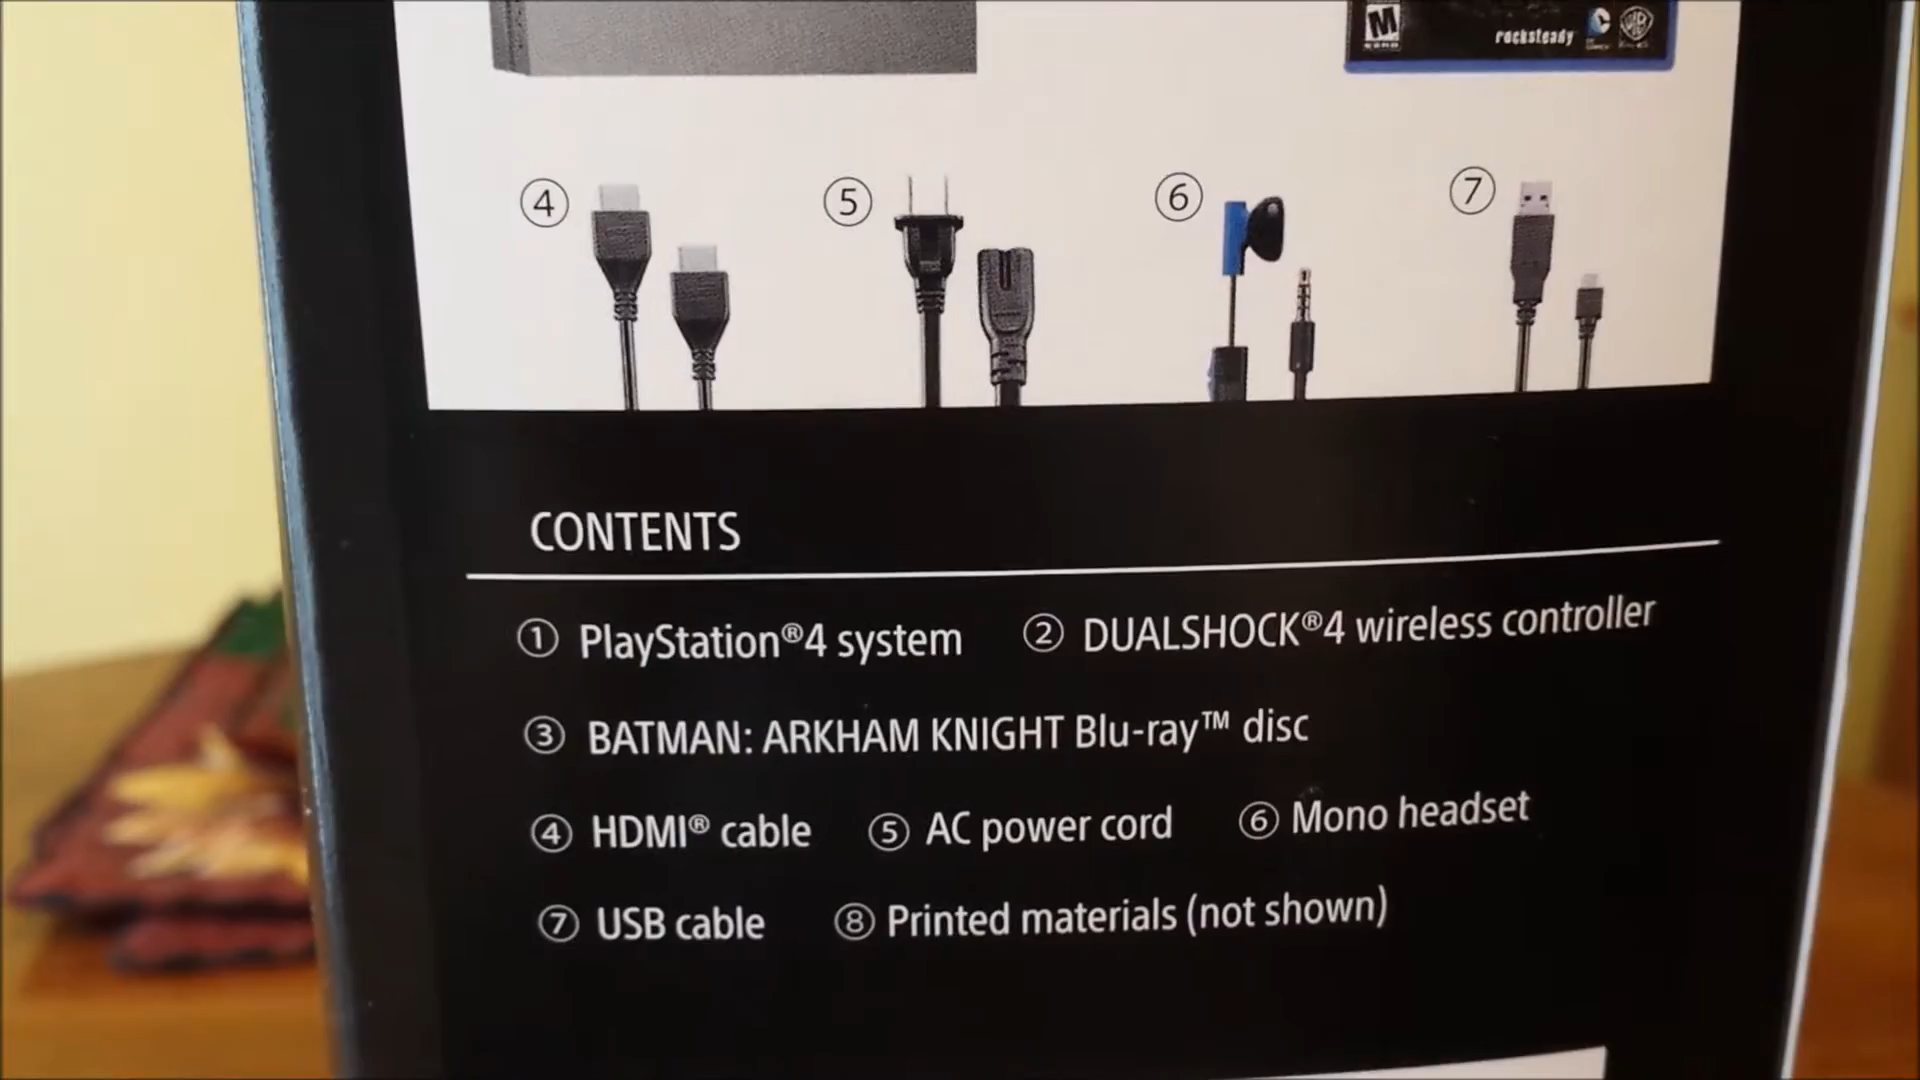 M
rocksteady
④ ⑤ ⑥ ⑦
CONTENTS
① PlayStation®4 system ② DUALSHOCK®4 wireless controller
③ BATMAN: ARKHAM KNIGHT Blu-ray™ disc
④ HDMI® cable ⑤ AC power cord ⑥ Mono headset
⑦ USB cable ⑧ Printed materials (not shown)